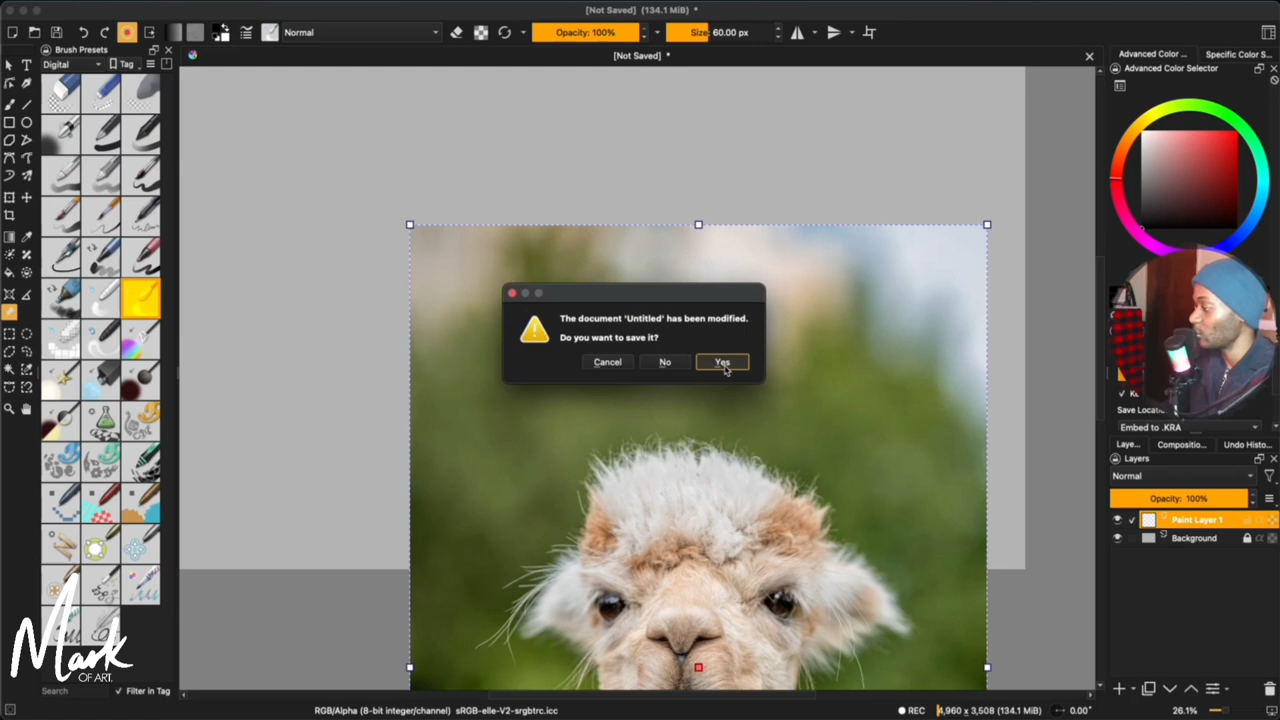 [Not Saved] (134.1 MiB) *
Normal
Opacity: 100%
Size: 60.00 px
Brush Presets
[Not Saved] *
Advanced Color ...
Specific Color S...
Digital
Tag
Advanced Color Selector
The document 'Untitled' has been modified.
Do you want to save it?
Cancel
No
Yes
Save Locat
Embed to .KRA
Laye...
Compositio...
Undo Histo...
Layers
Normal
Opacity: 100%
Paint Layer 1
Background
Mark
OF ART.
Search
Filter in Tag
RGB/Alpha (8-bit integer/channel) sRGB-elle-V2-srgbtrc.icc
REC
4,960 x 3,508 (134.1 MiB)
0.00°
26.1%